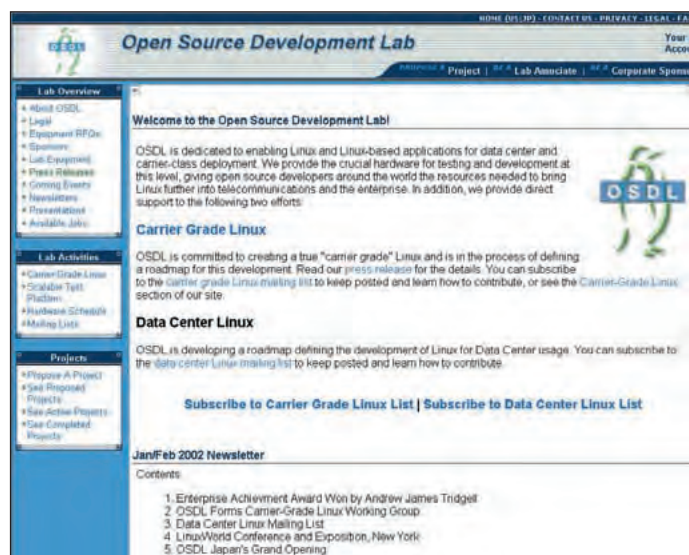 HOME (US|JP) - CONTACT US - PRIVACY - LEGAL - FA
OSDL
Open Source Development Lab
Your
Accou
Project | Lab Associate | Corporate Sponso
Lab Overview
About OSDL
Legal
Equipment RFQs
Sponsors
Lab Equipment
Press Releases
Coming Events
Newsletters
Presentations
Available Jobs
Lab Activities
Carrier Grade Linux
Scalable Test
Platform
Hardware Schedule
Mailing Lists
Projects
Propose A Project
See Proposed
Projects
See Active Projects
See Completed
Projects
Welcome to the Open Source Development Lab!
OSDL is dedicated to enabling Linux and Linux-based applications for data center and
carrier-class deployment. We provide the crucial hardware for testing and development at
this level, giving open source developers around the world the resources needed to bring
Linux further into telecommunications and the enterprise. In addition, we provide direct
support to the following two efforts:
OSDL
Carrier Grade Linux
OSDL is committed to creating a true "carrier grade" Linux and is in the process of defining
a roadmap for this development. Read our press release for the details. You can subscribe
to the carrier grade Linux mailing list to keep posted and learn how to contribute, or see the Carrier-Grade Linux
section of our site.
Data Center Linux
OSDL is developing a roadmap defining the development of Linux for Data Center usage. You can subscribe to
the data center Linux mailing list to keep posted and learn how to contribute.
Subscribe to Carrier Grade Linux List | Subscribe to Data Center Linux List
Jan/Feb 2002 Newsletter
Contents
1. Enterprise Achievment Award Won by Andrew James Tridgell
2. OSDL Forms Carrier-Grade Linux Working Group
3. Data Center Linux Mailing List
4. LinuxWorld Conference and Exposition, New York
5. OSDL Japan's Grand Opening